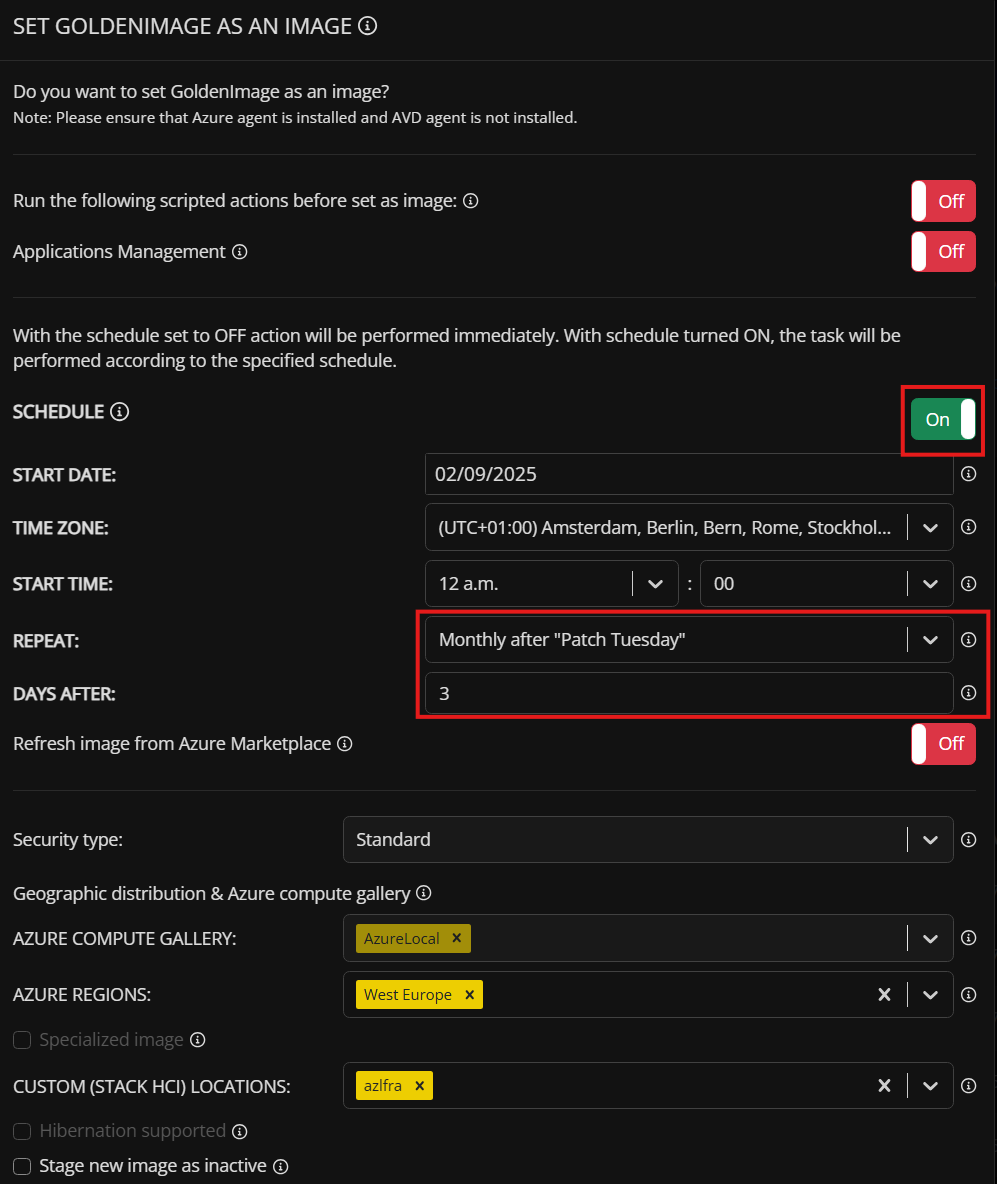 SET GOLDENIMAGE AS AN IMAGE
Do you want to set GoldenImage as an image?
Note: Please ensure that Azure agent is installed and AVD agent is not installed.
Run the following scripted actions before set as image:
Off
Applications Management
Off
With the schedule set to OFF action will be performed immediately. With schedule turned ON, the task will be
performed according to the specified schedule.
SCHEDULE
On
START DATE:
02/09/2025
TIME ZONE:
(UTC+01:00) Amsterdam, Berlin, Bern, Rome, Stockhol...
START TIME:
12 a.m. : 00
REPEAT:
Monthly after "Patch Tuesday"
DAYS AFTER:
3
Refresh image from Azure Marketplace
Off
Security type:
Standard
Geographic distribution & Azure compute gallery
AZURE COMPUTE GALLERY:
AzureLocal
AZURE REGIONS:
West Europe
Specialized image
CUSTOM (STACK HCI) LOCATIONS:
azlfra
Hibernation supported
Stage new image as inactive